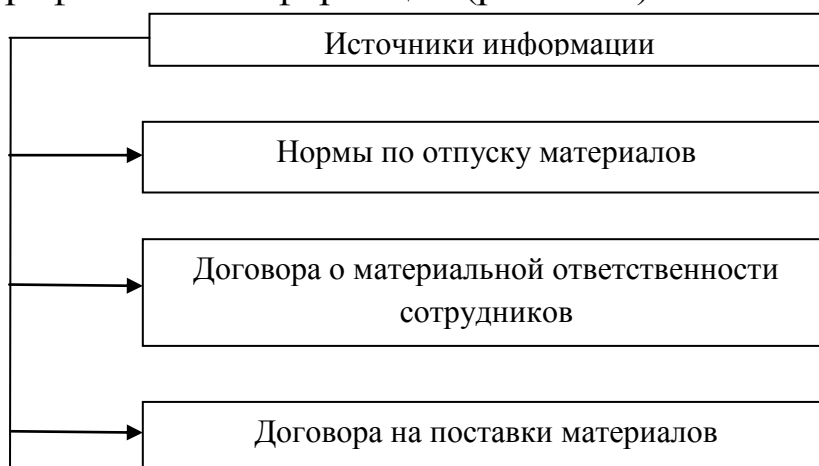 Источники информации
Нормы по отпуску материалов
Договора о материальной ответственности
сотрудников
Договора на поставки материалов